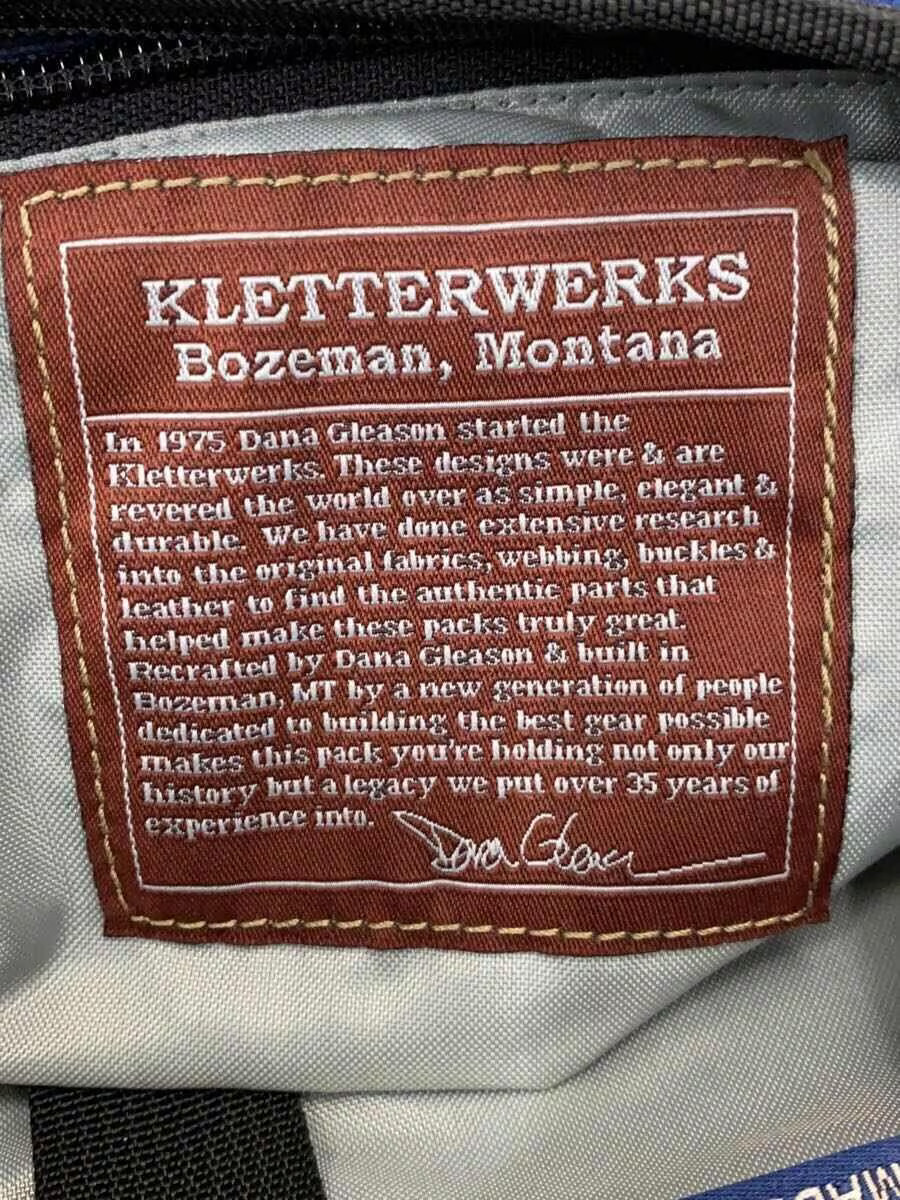 KLETTERWERKS
Bozeman, Montana
In 1975 Dana Gleason started the
Kletterwerks. These designs were & are
revered the world over as simple, elegant &
durable. We have done extensive research
into the original fabrics, webbing, buckles &
leather to find the authentic parts that
helped make these packs truly great.
Recrafted by Dana Gleason & built in
Bozeman, MT by a new generation of people
dedicated to building the best gear possible
makes this pack you're holding not only our
history but a legacy we put over 35 years of
experience into.
Dana Gleason